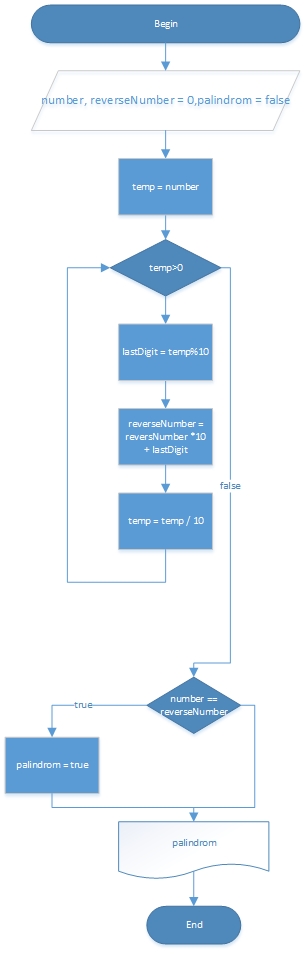 Begin
number, reverseNumber = 0,palindrom = false
temp = number
temp>0
lastDigit = temp%10
reverseNumber =
reversNumber *10
+ lastDigit
false
temp = temp / 10
number ==
reverseNumber
true
palindrom = true
palindrom
End